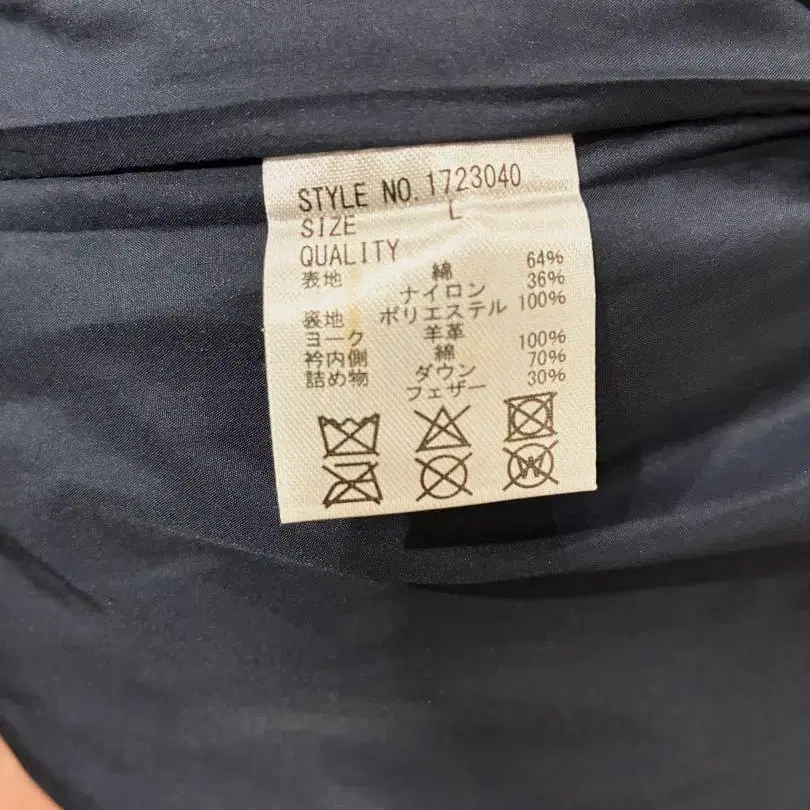 STYLE NO. 1723040
SIZE L
QUALITY
表地 綿 64%
ナイロン 36%
裏地 ポリエステル 100%
ヨーク 羊革
衿内側 綿 100%
詰め物 ダウン 70%
フェザー 30%
W